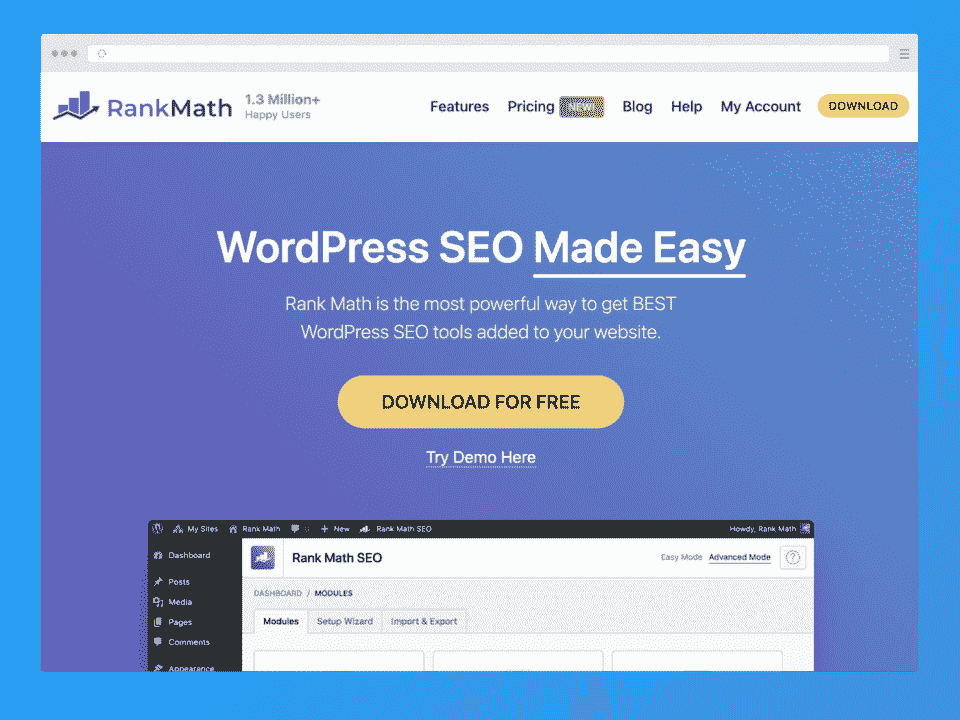 RankMath
1.3 Million+
Happy Users
Features Pricing NEW! Blog Help My Account DOWNLOAD
WordPress SEO Made Easy
Rank Math is the most powerful way to get BEST
WordPress SEO tools added to your website.
DOWNLOAD FOR FREE
Try Demo Here
My Sites Rank Math New Rank Math SEO Howdy, Rank Math
Dashboard
Posts
Media
Pages
Comments
Appearance
Rank Math SEO
Easy Mode Advanced Mode ?
DASHBOARD / MODULES
Modules Setup Wizard Import & Export